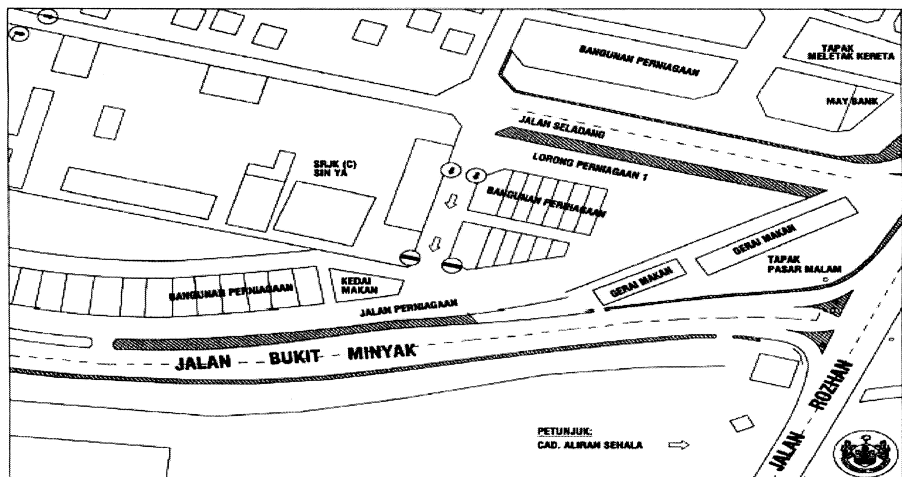 BANGUNAN PERNIAGAAN
TAPAK
MELETAK KERETA
MAY BANK
JALAN SELADANG
LORONG PERNIAGAAN 1
SRJK (C)
SIN YA
BANGUNAN PERNIAGAAN
GERAI MAKAN
TAPAK
PASAR MALAM
GERAI MAKAN
BANGUNAN PERNIAGAAN
KEDAI
MAKAN
JALAN PERNIAGAAN
JALAN BUKIT MINYAK
JALAN ROZHAN
PETUNJUK:
CAD. ALIRAN SEHALA